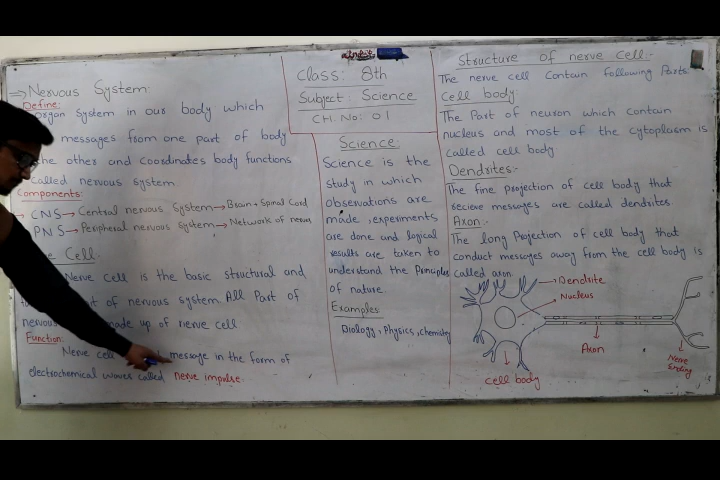 ⇒ Nervous System:
Define:
Organ System in our body which
messages from one part of body
the other and coordinates body functions
called nervous system.
Components:
→ CNS → Central nervous System → Brain + Spinal Cord
PNS → Peripheral nervous System → Network of nerves
Cell:
Nerve Cell is the basic structural and
of nervous system. All Part of
nervous made up of nerve cell
Function:
Nerve cell message in the form of
electrochemical waves called nerve impulse.
Class: 8th
Subject: Science
CH. No: 01
Science:
Science is the
study in which
observations are
made, experiments
are done and logical
results are taken to
understand the Principles
of nature.
Examples:
Biology, Physics, Chemistry
Structure of nerve Cell:-
The nerve cell Contain following Parts.
Cell body:
The Part of neuron which contain
nucleus and most of the cytoplasm is
called cell body
Dendrites:-
The fine projection of cell body that
recieve messages are called dendrites.
Axon:-
The long Projection of cell body that
conduct messages away from the cell body is
called axon.
Dendrite
Nucleus
Axon
Nerve
Ending
Cell body